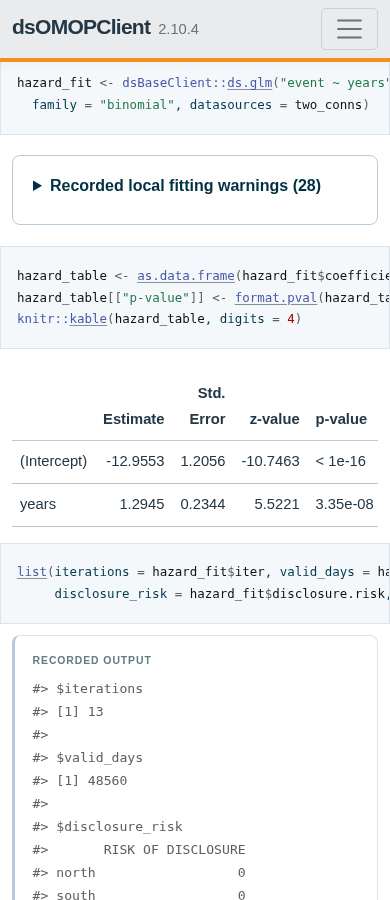 dsOMOPClient 2.10.4
hazard_fit <- dsBaseClient::ds.glm("event ~ years"
  family = "binomial", datasources = two_conns)
Recorded local fitting warnings (28)
hazard_table <- as.data.frame(hazard_fit$coefficie
hazard_table[["p-value"]] <- format.pval(hazard_ta
knitr::kable(hazard_table, digits = 4)
Std.
Estimate Error z-value p-value
(Intercept) -12.9553 1.2056 -10.7463 < 1e-16
years 1.2945 0.2344 5.5221 3.35e-08
list(iterations = hazard_fit$iter, valid_days = ha
     disclosure_risk = hazard_fit$disclosure.risk,
RECORDED OUTPUT
#> $iterations
#> [1] 13
#>
#> $valid_days
#> [1] 48560
#>
#> $disclosure_risk
#>       RISK OF DISCLOSURE
#> north                  0
#> south                  0